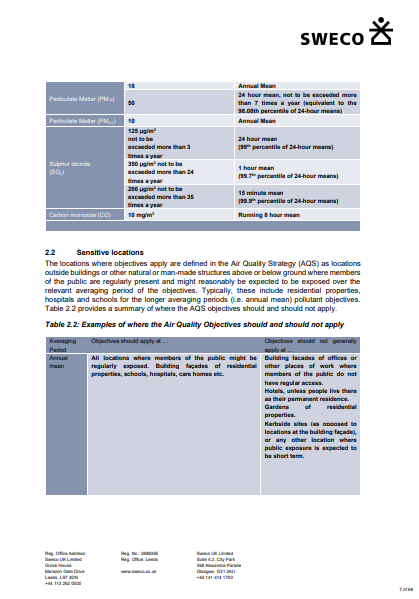 SWECO
18 Annual Mean
Particulate Matter (PM10) 50 24 hour mean, not to be exceeded more
than 7 times a year (equivalent to the
98.08th percentile of 24-hour means)
Particulate Matter (PM2.5) 10 Annual Mean
Sulphur dioxide
(SO2)
125 µg/m³
not to be
exceeded more than 3
times a year
24 hour mean
(99th percentile of 24-hour means)
350 µg/m³ not to be
exceeded more than 24
times a year
1 hour mean
(99.7th percentile of 24-hour means)
266 µg/m³ not to be
exceeded more than 35
times a year
15 minute mean
(99.9th percentile of 24-hour means)
Carbon monoxide (CO) 10 mg/m³ Running 8 hour mean
2.2 Sensitive locations
The locations where objectives apply are defined in the Air Quality Strategy (AQS) as locations
outside buildings or other natural or man-made structures above or below ground where members
of the public are regularly present and might reasonably be expected to be exposed over the
relevant averaging period of the objectives. Typically, these include residential properties,
hospitals and schools for the longer averaging periods (i.e. annual mean) pollutant objectives.
Table 2.2 provides a summary of where the AQS objectives should and should not apply.
Table 2.2: Examples of where the Air Quality Objectives should and should not apply
Averaging
Period
Objectives should apply at …
Objectives should not generally
apply at …
Annual
mean
All locations where members of the public might be
regularly exposed. Building façades of residential
properties, schools, hospitals, care homes etc.
Building façades of offices or
other places of work where
members of the public do not
have regular access.
Hotels, unless people live there
as their permanent residence.
Gardens of residential
properties.
Kerbside sites (as opposed to
locations at the building façade),
or any other location where
public exposure is expected to
be short term.
Reg. Office Address:
Sweco UK Limited
Grove House
Mansion Gate Drive
Leeds, LS7 4DN
+44 113 262 0000
Reg. No.: 2888385
Reg. Office: Leeds
www.sweco.co.uk
Sweco UK Limited
Suite 4.2, City Park
368 Alexandra Parade
Glasgow, G31 3AU
+44 141 414 1700
7 of 88